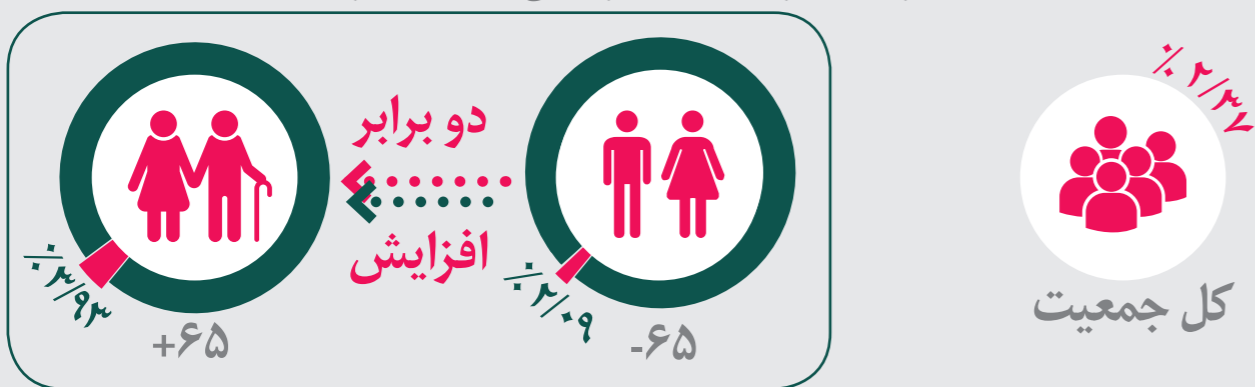 ٪۲/۳۷
کل جمعیت
دو برابر
افزایش
٪۲/۰۹
-۶۵
٪۳/۹۳
+۶۵